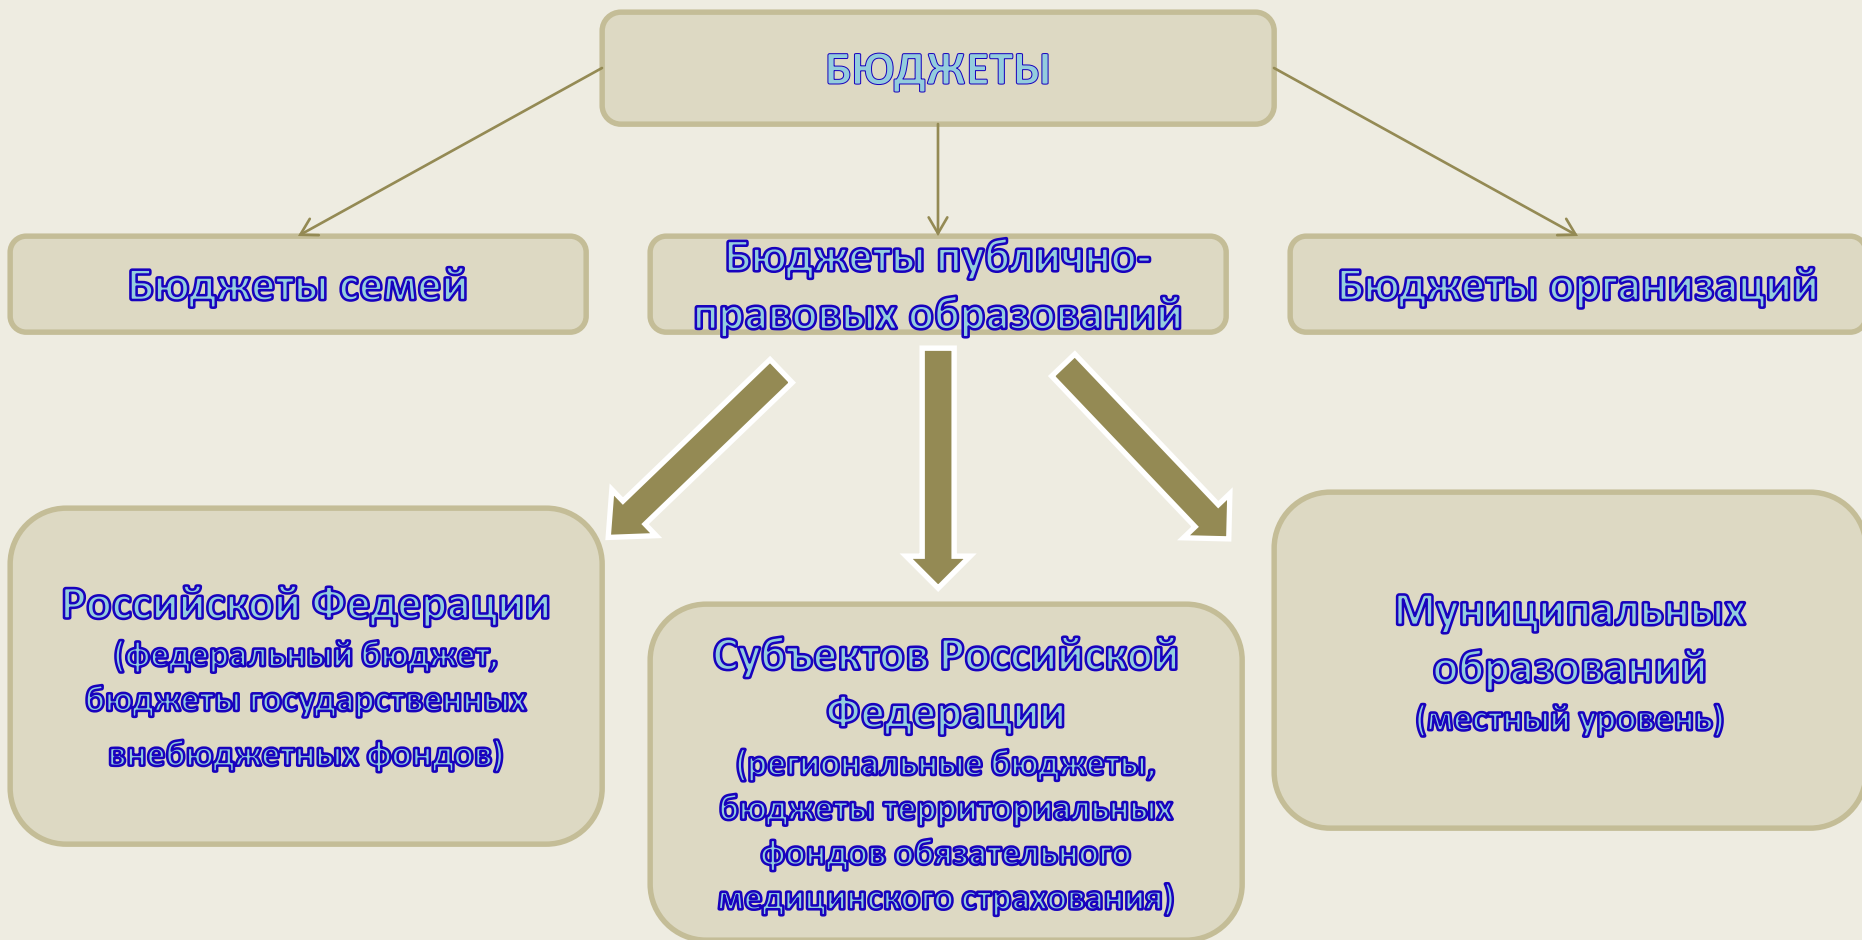 БЮДЖЕТЫ
Бюджеты семей
Бюджеты публично-
правовых образований
Бюджеты организаций
Российской Федерации
(федеральный бюджет,
бюджеты государственных
внебюджетных фондов)
Субъектов Российской
Федерации
(региональные бюджеты,
бюджеты территориальных
фондов обязательного
медицинского страхования)
Муниципальных
образований
(местный уровень)